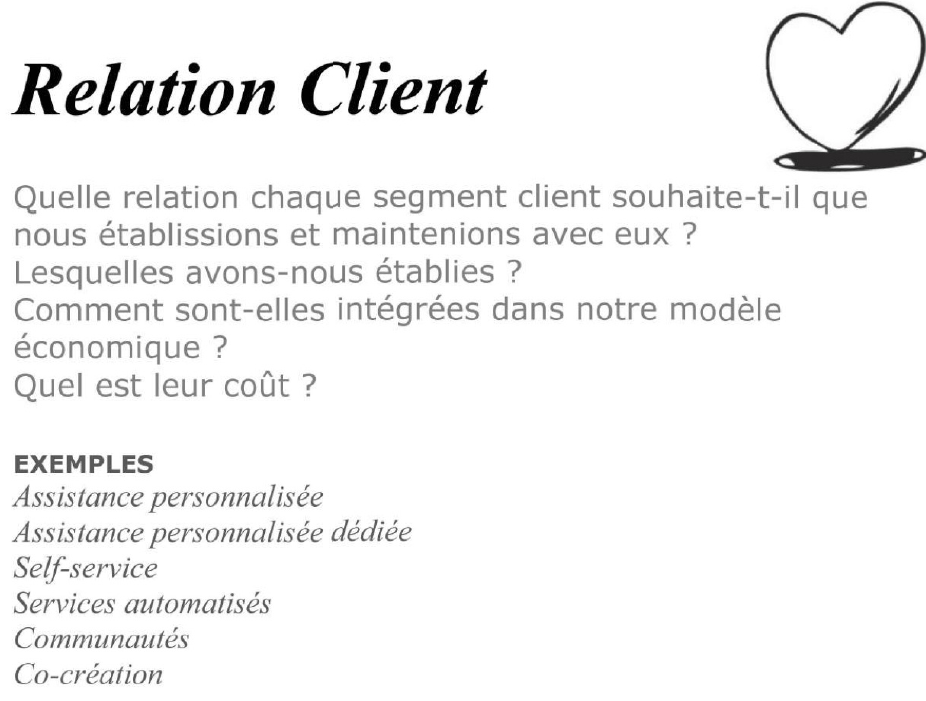 Relation Client
Quelle relation chaque segment client souhaite-t-il que
nous établissions et maintenions avec eux ?
Lesquelles avons-nous établies ?
Comment sont-elles intégrées dans notre modèle
économique ?
Quel est leur coût ?
EXEMPLES
Assistance personnalisée
Assistance personnalisée dédiée
Self-service
Services automatisés
Communautés
Co-création